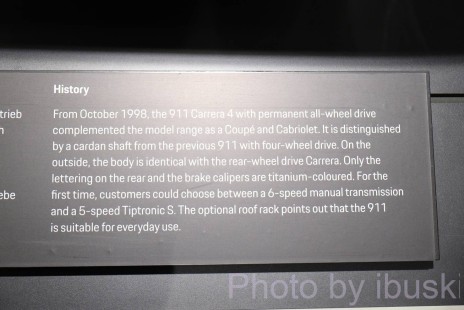 History
From October 1998, the 911 Carrera 4 with permanent all-wheel drive
complemented the model range as a Coupé and Cabriolet. It is distinguished
by a cardan shaft from the previous 911 with four-wheel drive. On the
outside, the body is identical with the rear-wheel drive Carrera. Only the
lettering on the rear and the brake calipers are titanium-coloured. For the
first time, customers could choose between a 6-speed manual transmission
and a 5-speed Tiptronic S. The optional roof rack points out that the 911
is suitable for everyday use.
trieb
n
ebe
Photo by ibuski